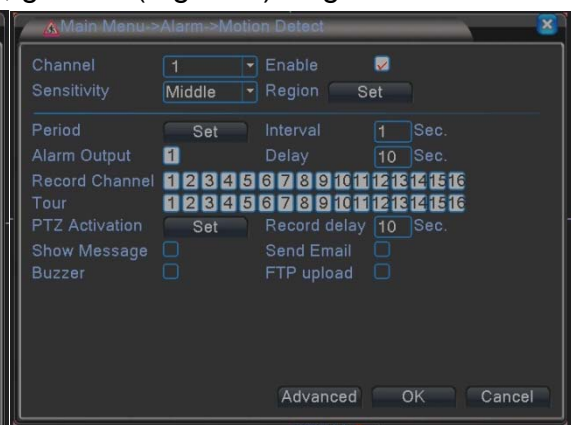 Main Menu->Alarm->Motion Detect
Channel 1 Enable
Sensitivity Middle Region Set
Period Set Interval 1 Sec.
Alarm Output 1 Delay 10 Sec.
Record Channel 1 2 3 4 5 6 7 8 9 10 11 12 13 14 15 16
Tour 1 2 3 4 5 6 7 8 9 10 11 12 13 14 15 16
PTZ Activation Set Record delay 10 Sec.
Show Message Send Email
Buzzer FTP upload
Advanced OK Cancel